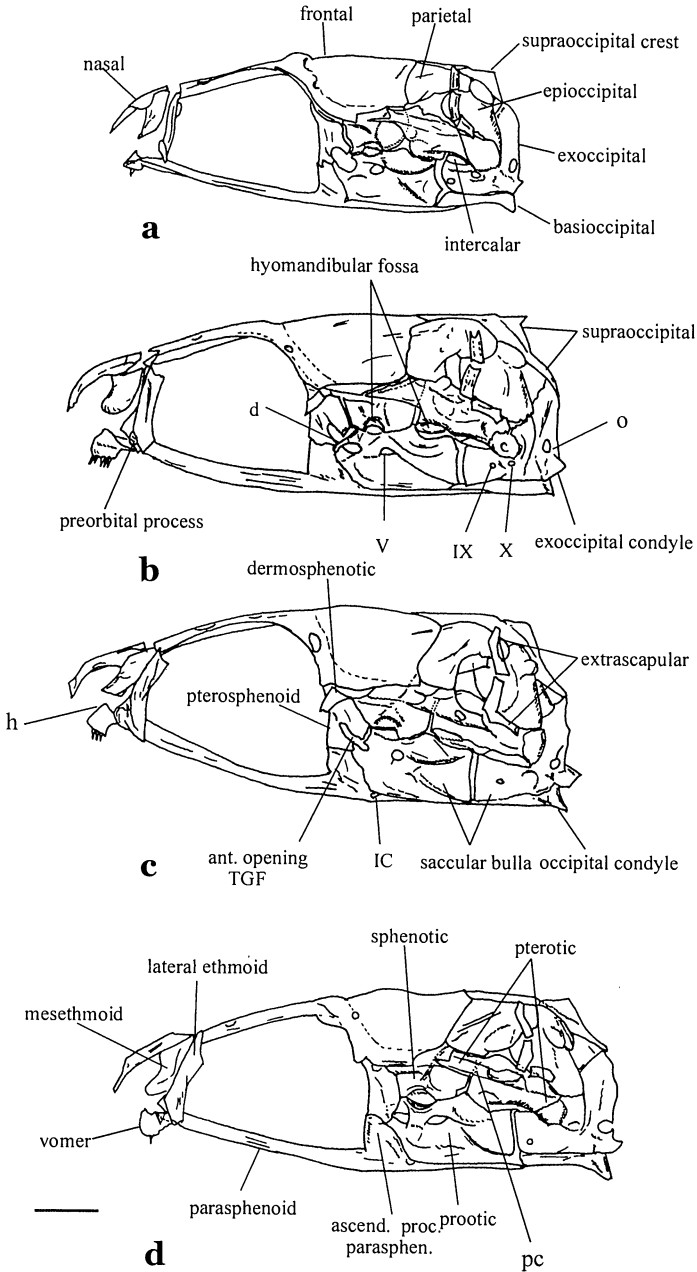 frontal
parietal
nasal
supraoccipital crest
epioccipital
exoccipital
basioccipital
intercalar
a
hyomandibular fossa
supraoccipital
d
o
c
preorbital process
V
IX
X
exoccipital condyle
b
dermosphenotic
extrascapular
pterosphenoid
h
ant. opening
TGF
IC
saccular bulla
occipital condyle
c
sphenotic
pterotic
lateral ethmoid
mesethmoid
vomer
parasphenoid
ascend. proc.
parasphen.
prootic
pc
d